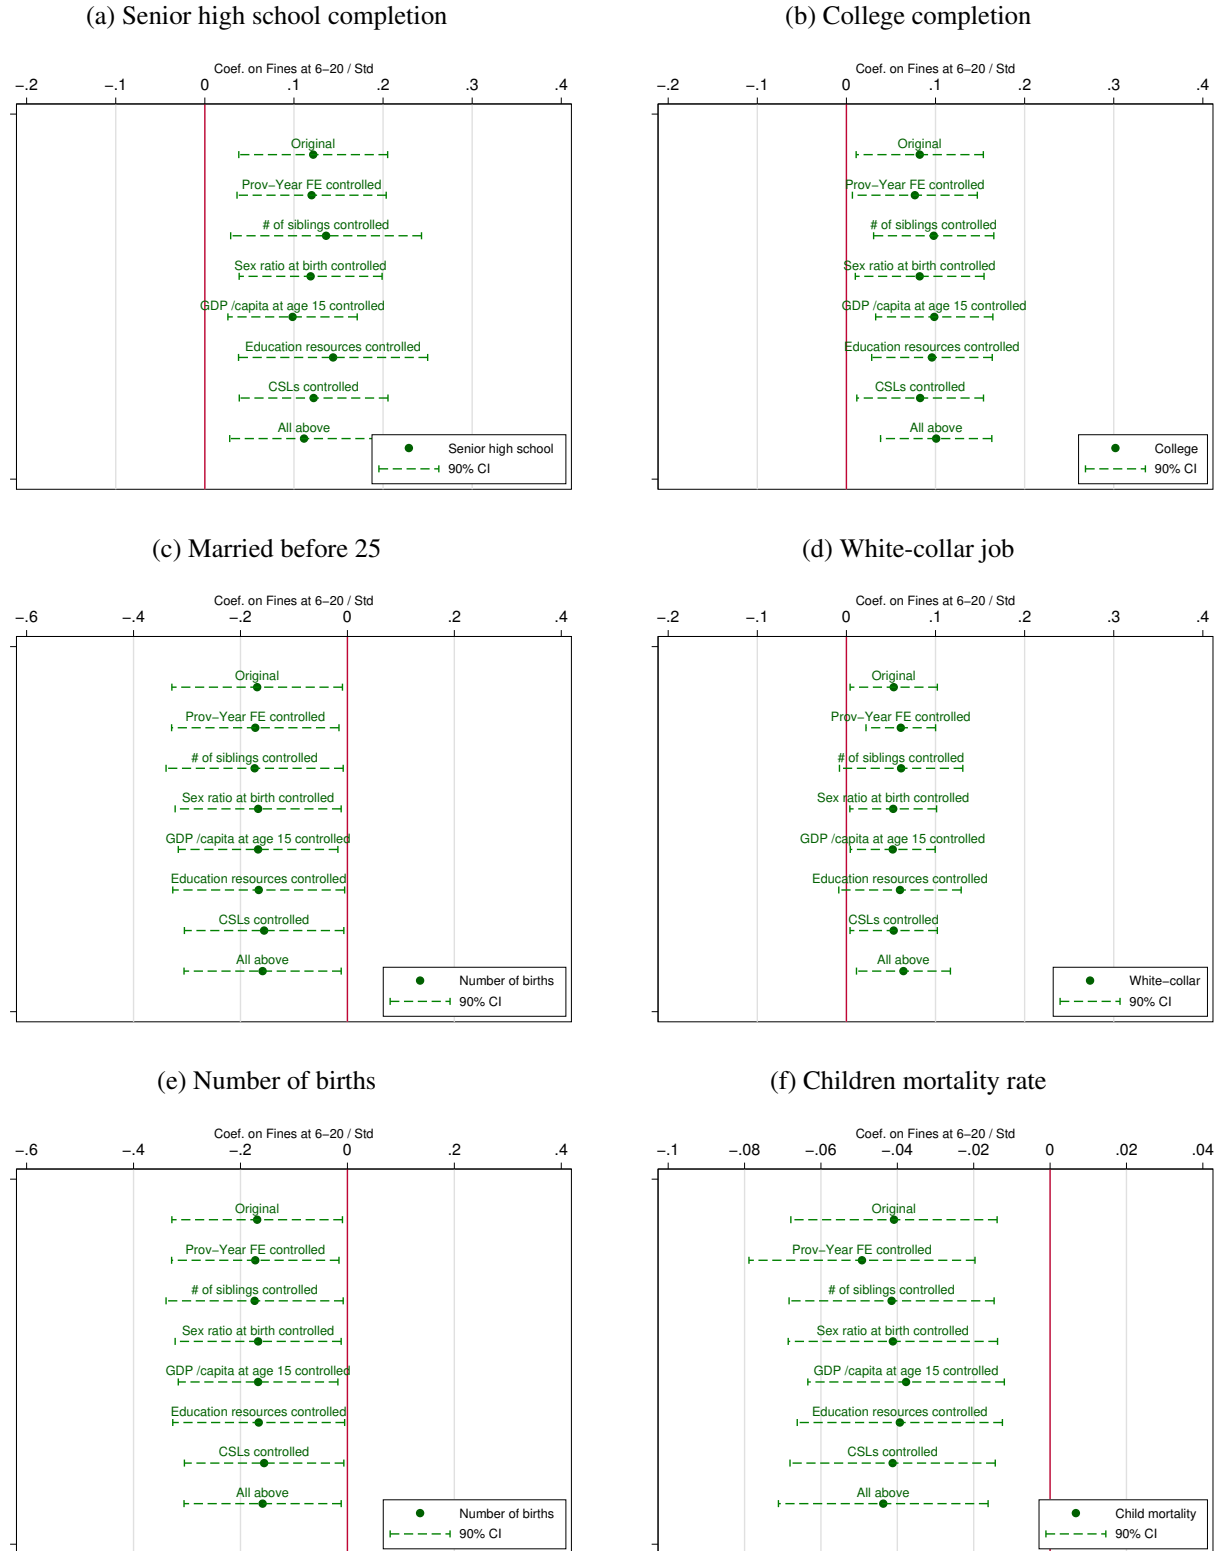 (a) Senior high school completion
Coef. on Fines at 6−20 / Std
−.2 −.1 0 .1 .2 .3 .4
Original
Prov−Year FE controlled
# of siblings controlled
Sex ratio at birth controlled
GDP /capita at age 15 controlled
Education resources controlled
CSLs controlled
All above
Senior high school
90% CI
(b) College completion
Coef. on Fines at 6−20 / Std
−.2 −.1 0 .1 .2 .3 .4
Original
Prov−Year FE controlled
# of siblings controlled
Sex ratio at birth controlled
GDP /capita at age 15 controlled
Education resources controlled
CSLs controlled
All above
College
90% CI
(c) Married before 25
Coef. on Fines at 6−20 / Std
−.6 −.4 −.2 0 .2 .4
Original
Prov−Year FE controlled
# of siblings controlled
Sex ratio at birth controlled
GDP /capita at age 15 controlled
Education resources controlled
CSLs controlled
All above
Number of births
90% CI
(d) White-collar job
Coef. on Fines at 6−20 / Std
−.2 −.1 0 .1 .2 .3 .4
Original
Prov−Year FE controlled
# of siblings controlled
Sex ratio at birth controlled
GDP /capita at age 15 controlled
Education resources controlled
CSLs controlled
All above
White−collar
90% CI
(e) Number of births
Coef. on Fines at 6−20 / Std
−.6 −.4 −.2 0 .2 .4
Original
Prov−Year FE controlled
# of siblings controlled
Sex ratio at birth controlled
GDP /capita at age 15 controlled
Education resources controlled
CSLs controlled
All above
Number of births
90% CI
(f) Children mortality rate
Coef. on Fines at 6−20 / Std
−.1 −.08 −.06 −.04 −.02 0 .02 .04
Original
Prov−Year FE controlled
# of siblings controlled
Sex ratio at birth controlled
GDP /capita at age 15 controlled
Education resources controlled
CSLs controlled
All above
Child mortality
90% CI